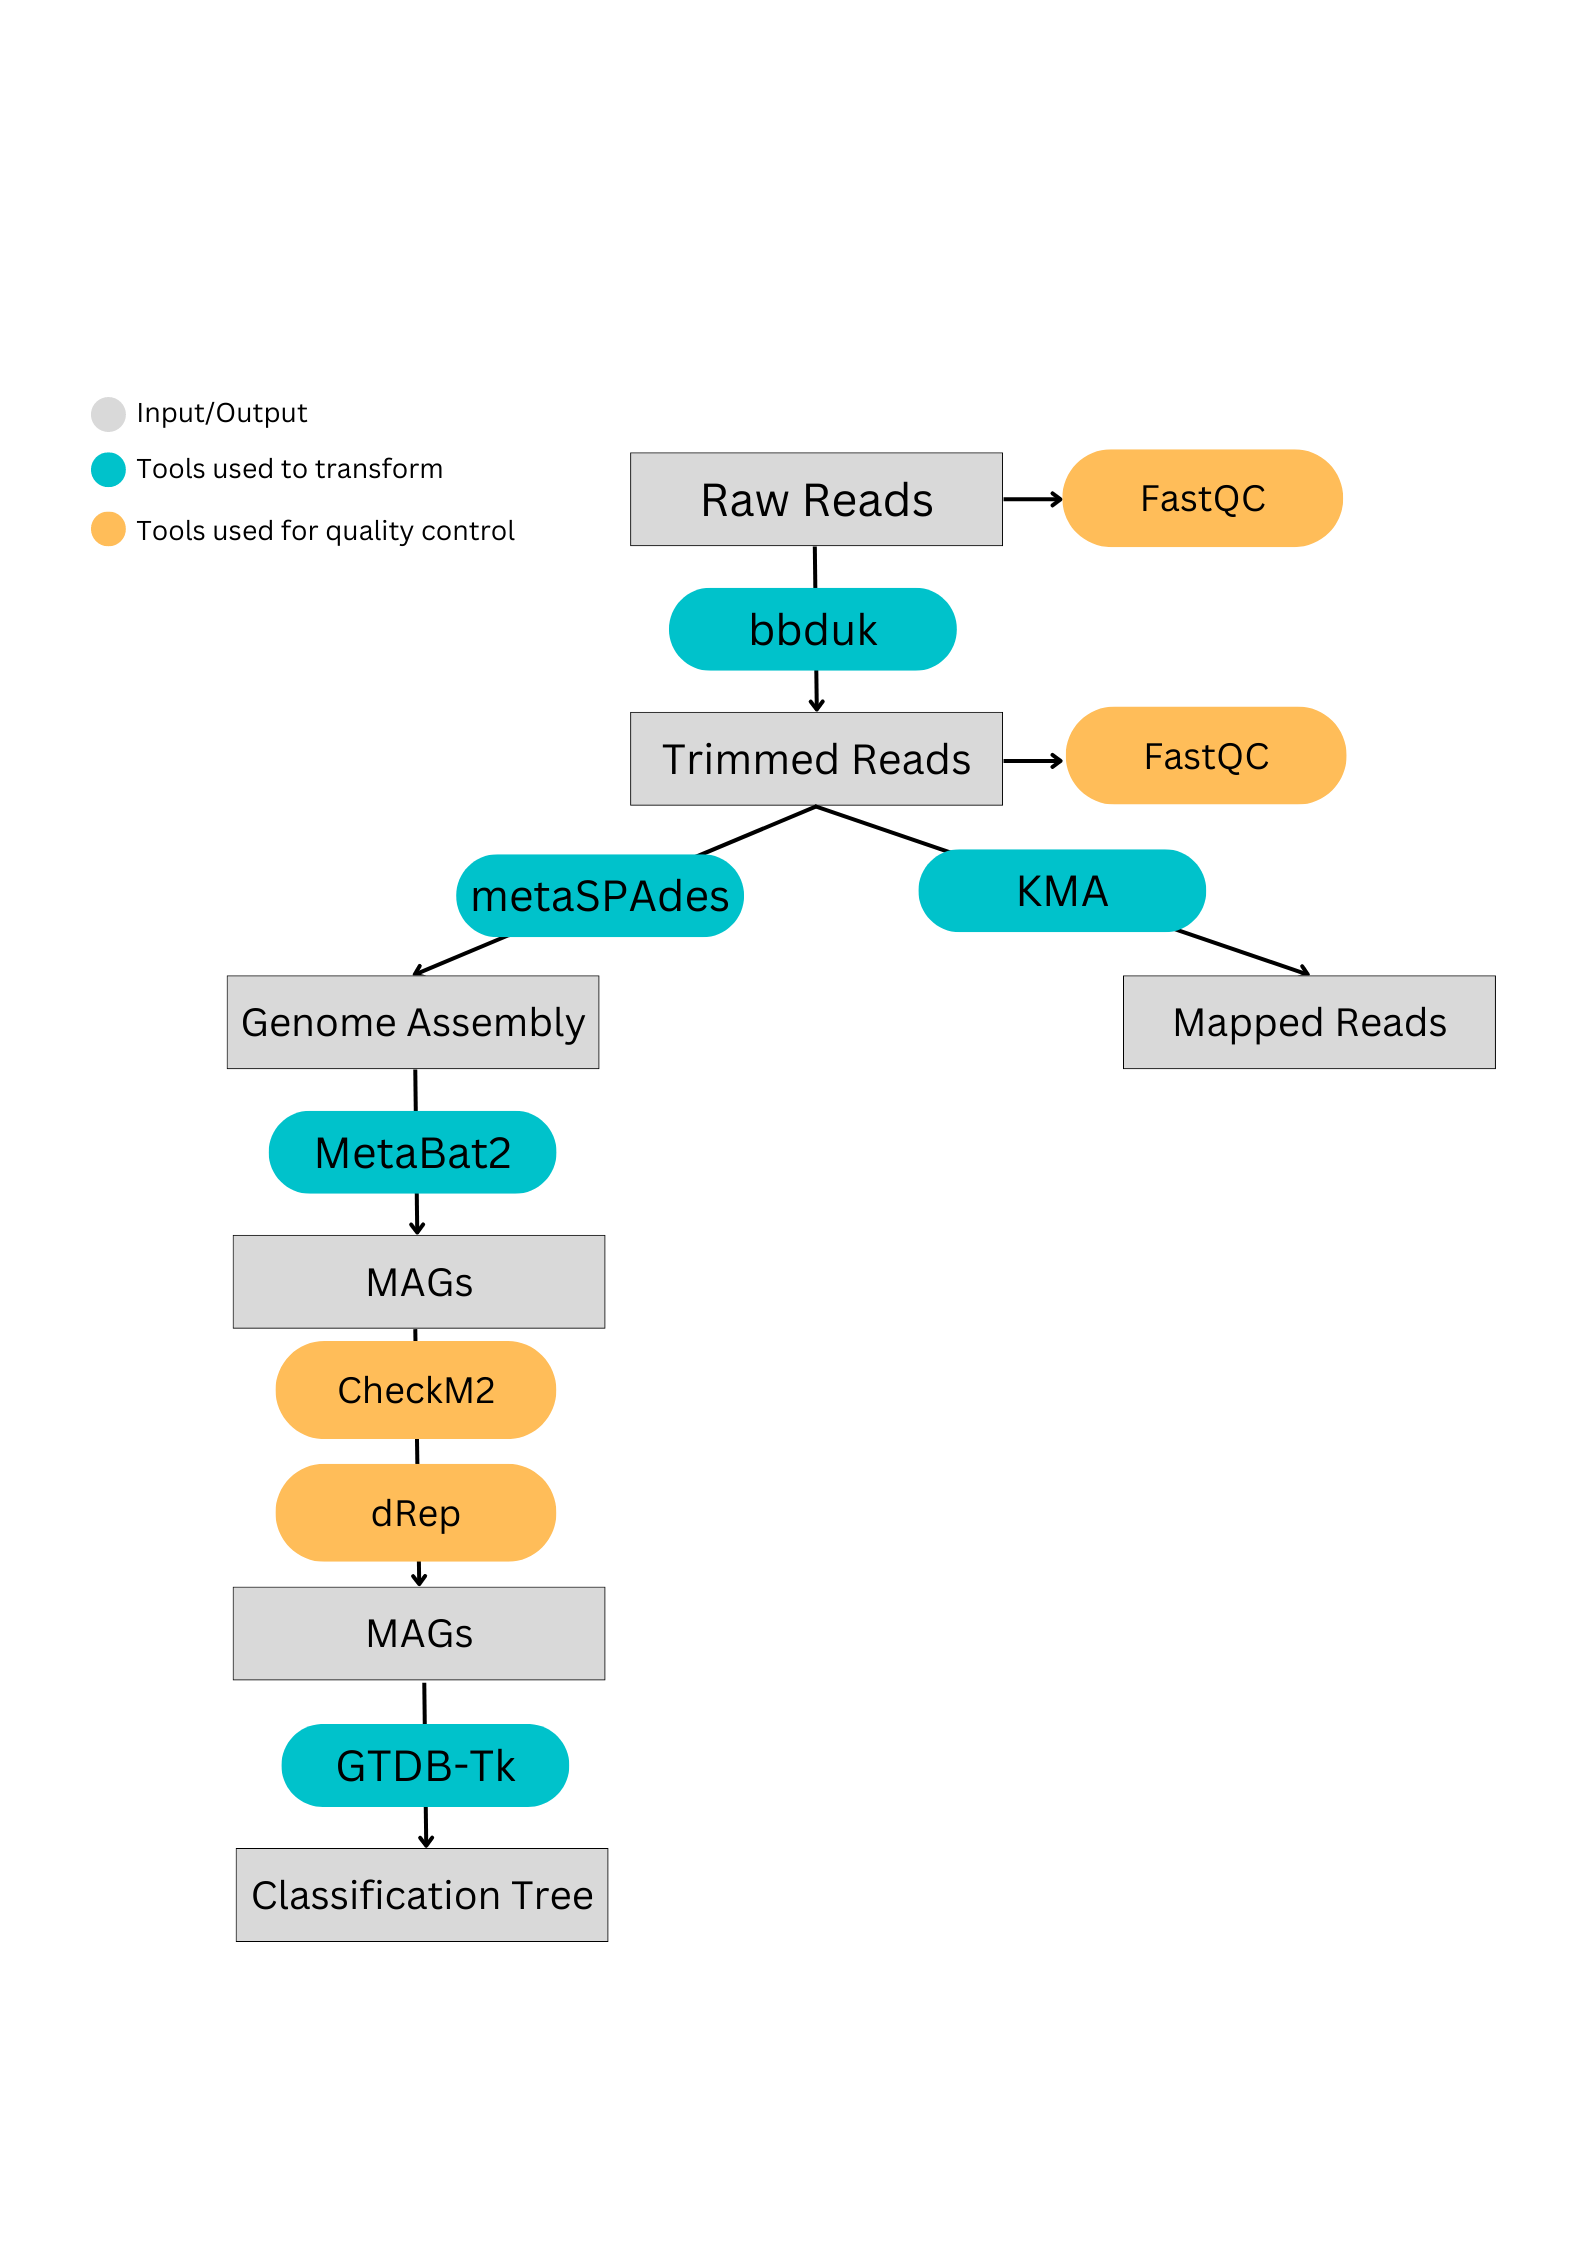 Input/Output
Tools used to transform
Tools used for quality control
Raw Reads
FastQC
bbduk
Trimmed Reads
FastQC
metaSPAdes
KMA
Genome Assembly
Mapped Reads
MetaBat2
MAGs
CheckM2
dRep
MAGs
GTDB-Tk
Classification Tree